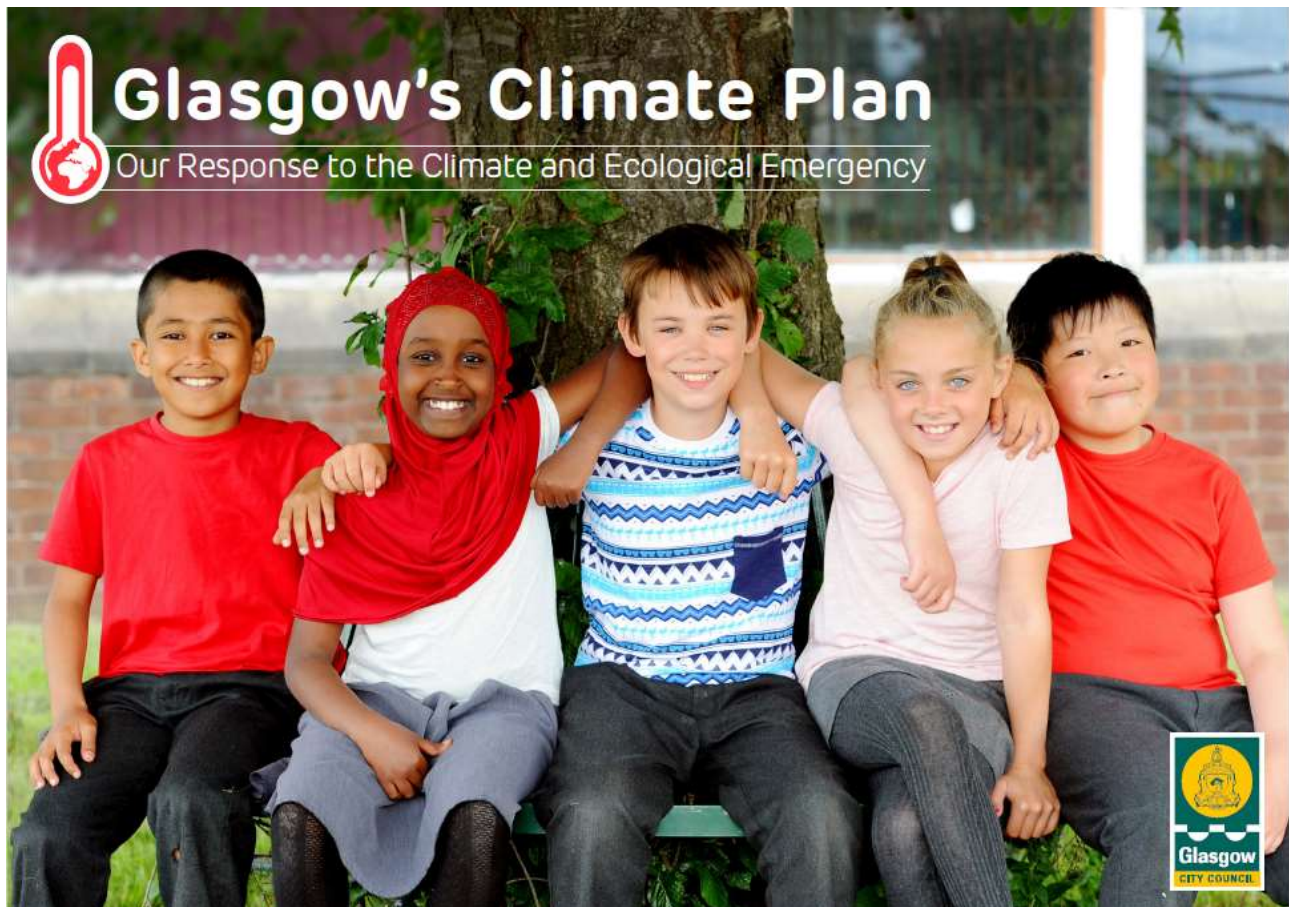 Glasgow's Climate Plan
Our Response to the Climate and Ecological Emergency
Glasgow
CITY COUNCIL